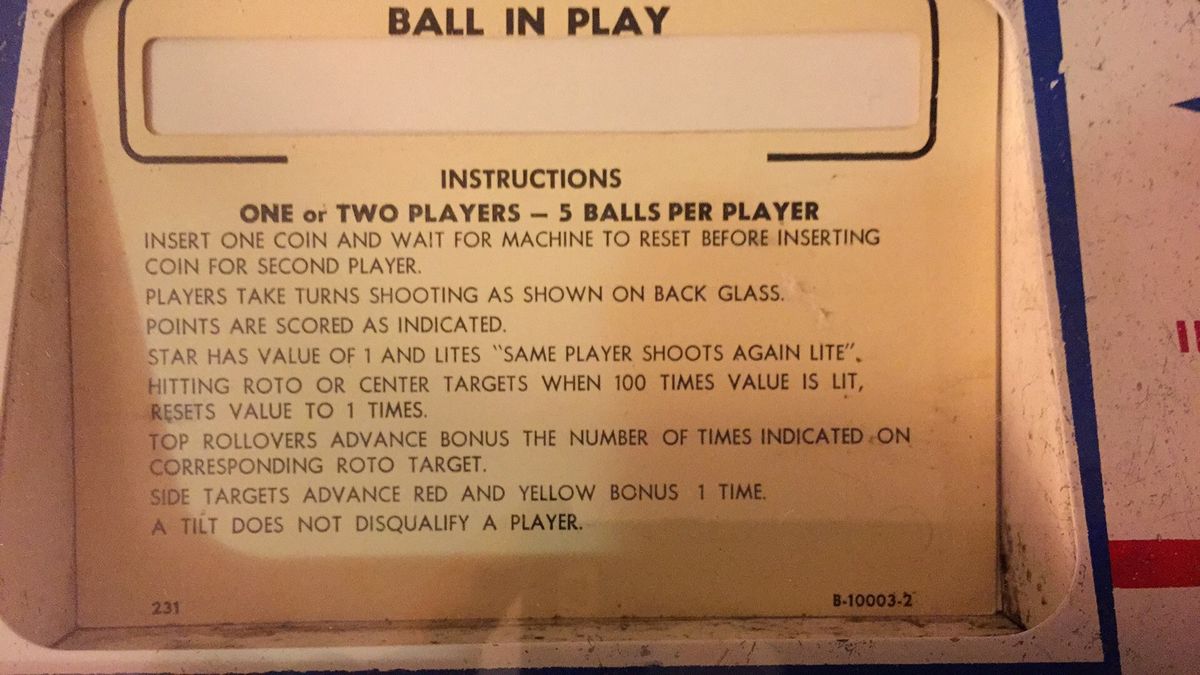 BALL IN PLAY
INSTRUCTIONS
ONE or TWO PLAYERS – 5 BALLS PER PLAYER
INSERT ONE COIN AND WAIT FOR MACHINE TO RESET BEFORE INSERTING
COIN FOR SECOND PLAYER.
PLAYERS TAKE TURNS SHOOTING AS SHOWN ON BACK GLASS.
POINTS ARE SCORED AS INDICATED.
STAR HAS VALUE OF 1 AND LITES "SAME PLAYER SHOOTS AGAIN LITE".
HITTING ROTO OR CENTER TARGETS WHEN 100 TIMES VALUE IS LIT,
RESETS VALUE TO 1 TIMES.
TOP ROLLOVERS ADVANCE BONUS THE NUMBER OF TIMES INDICATED ON
CORRESPONDING ROTO TARGET.
SIDE TARGETS ADVANCE RED AND YELLOW BONUS 1 TIME.
A TILT DOES NOT DISQUALIFY A PLAYER.
231
B-10003-2